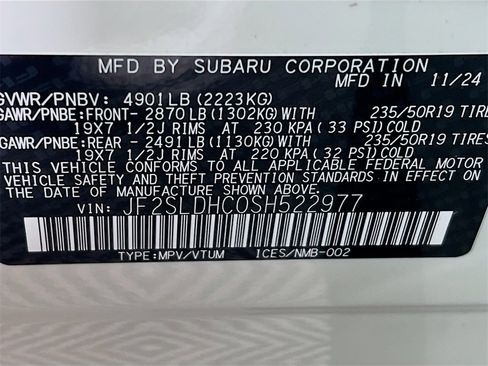 MFD BY SUBARU CORPORATION
MFD IN 11/24
GVWR/PNBV: 4901LB (2223KG)
GAWR/PNBE:FRONT- 2870LB(1302KG)WITH 235/50R19 TIRES
19X7 1/2J RIMS AT 230 KPA(33 PSI)COLD
GAWR/PNBE:REAR - 2491LB(1130KG)WITH 235/50R19 TIRES
19X7 1/2J RIMS AT 220 KPA(32 PSI)COLD
THIS VEHICLE CONFORMS TO ALL APPLICABLE FEDERAL MOTOR
VEHICLE SAFETY, BUMPER, AND THEFT PREVENTION STANDARDS IN EFFECT ON
THE DATE OF MANUFACTURE SHOWN ABOVE.
VIN: JF2SLDHC0SH522977
TYPE:MPV/VTUM ICES/NMB-002